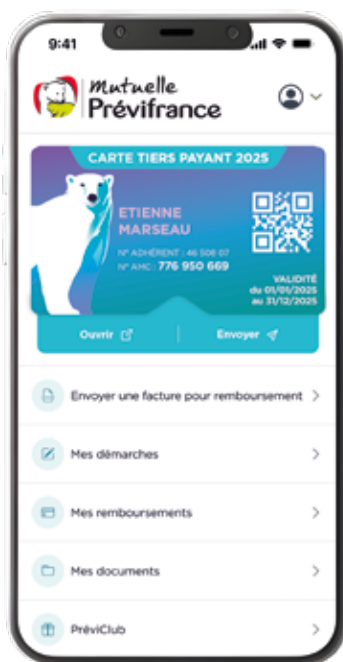 9:41
Mutuelle
Prévifrance
CARTE TIERS PAYANT 2025
ETIENNE
MARSEAU
N° ADHÉRENT : 46 508 07
N° AMC : 776 950 669
VALIDITÉ
du 01/01/2025
au 31/12/2025
Ouvrir
Envoyer
Envoyer une facture pour remboursement
Mes démarches
Mes remboursements
Mes documents
PréviClub